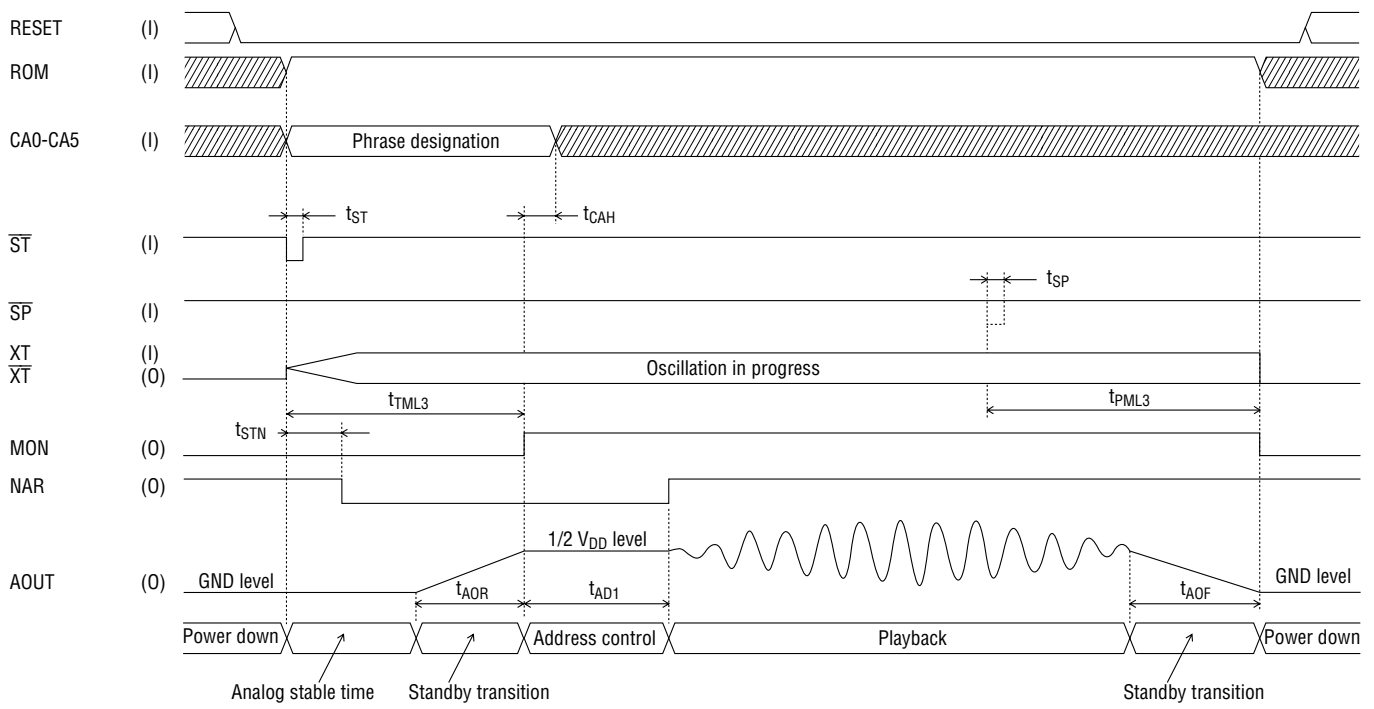 RESET (I)
ROM (I)
CA0-CA5 (I) Phrase designation
tST tCAH
ST (I)
tSP
SP (I)
XT (I)
XT (O) Oscillation in progress
tTML3 tPML3
tSTN
MON (O)
NAR (O)
1/2 VDD level
AOUT (O) GND level tAOR tAD1 tAOF GND level
Power down Address control Playback Power down
Analog stable time Standby transition Standby transition